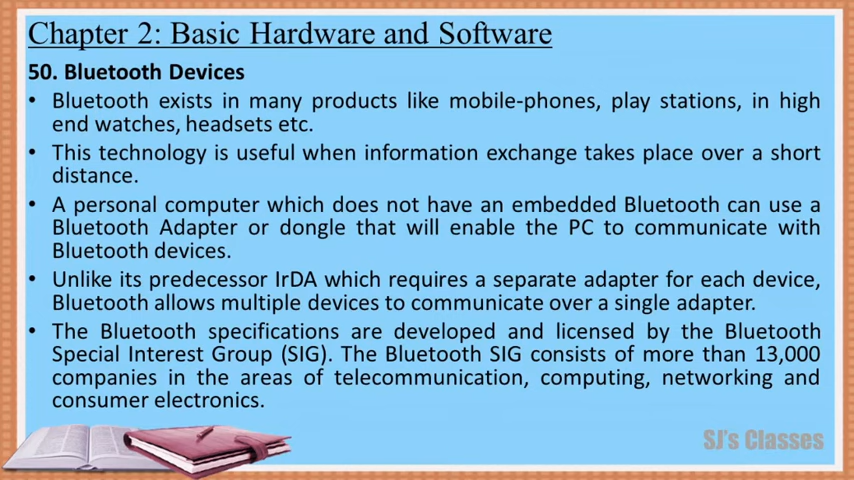 Chapter 2: Basic Hardware and Software
50. Bluetooth Devices
• Bluetooth exists in many products like mobile-phones, play stations, in high
end watches, headsets etc.
• This technology is useful when information exchange takes place over a short
distance.
• A personal computer which does not have an embedded Bluetooth can use a
Bluetooth Adapter or dongle that will enable the PC to communicate with
Bluetooth devices.
• Unlike its predecessor IrDA which requires a separate adapter for each device,
Bluetooth allows multiple devices to communicate over a single adapter.
• The Bluetooth specifications are developed and licensed by the Bluetooth
Special Interest Group (SIG). The Bluetooth SIG consists of more than 13,000
companies in the areas of telecommunication, computing, networking and
consumer electronics.
SJ's Classes